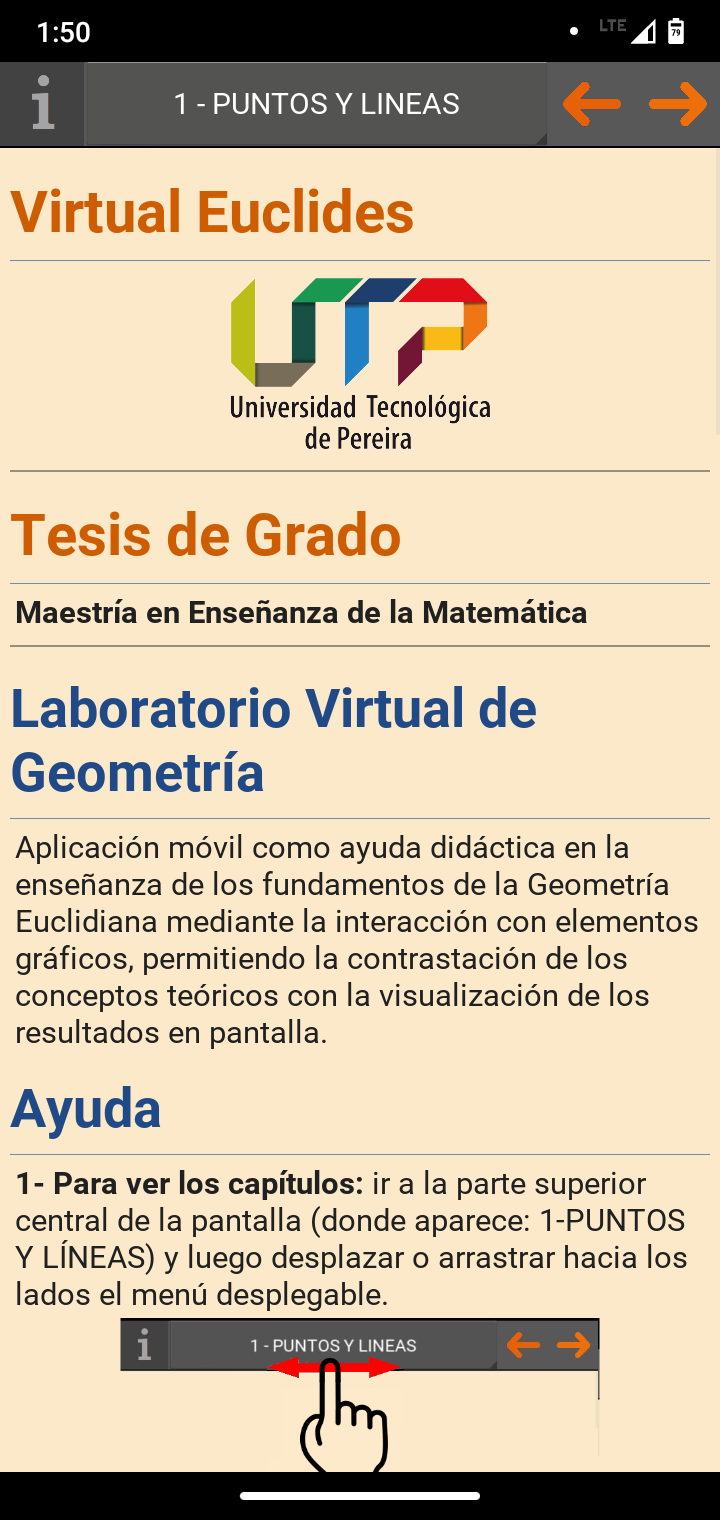 1:50
LTE
79
i
1 - PUNTOS Y LINEAS
Virtual Euclides
UTP
Universidad Tecnológica
de Pereira
Tesis de Grado
Maestría en Enseñanza de la Matemática
Laboratorio Virtual de
Geometría
Aplicación móvil como ayuda didáctica en la
enseñanza de los fundamentos de la Geometría
Euclidiana mediante la interacción con elementos
gráficos, permitiendo la contrastación de los
conceptos teóricos con la visualización de los
resultados en pantalla.
Ayuda
1- Para ver los capítulos: ir a la parte superior
central de la pantalla (donde aparece: 1-PUNTOS
Y LÍNEAS) y luego desplazar o arrastrar hacia los
lados el menú desplegable.
i
1 - PUNTOS Y LINEAS